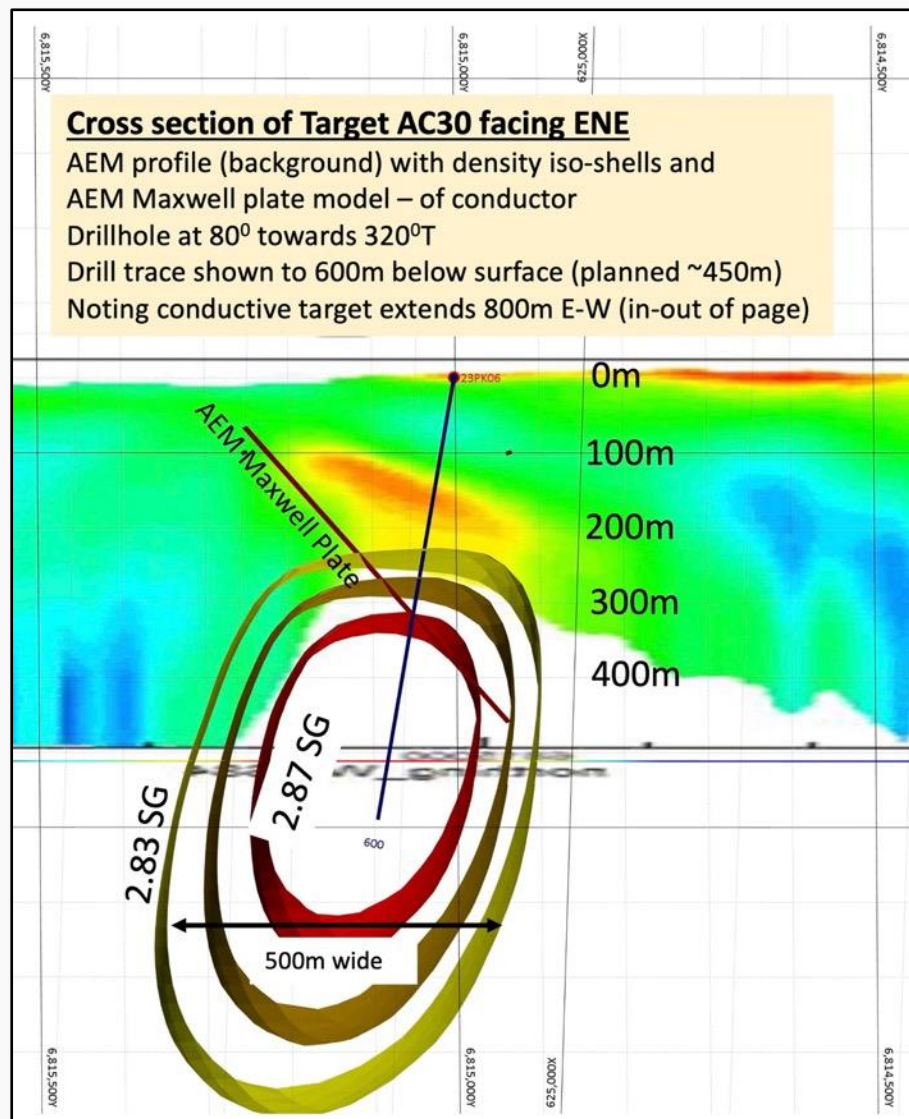 6,815,500Y
6,815,000Y
625,000X
6,814,500Y
Cross section of Target AC30 facing ENE
AEM profile (background) with density iso-shells and
AEM Maxwell plate model – of conductor
Drillhole at 80⁰ towards 320⁰T
Drill trace shown to 600m below surface (planned ~450m)
Noting conductive target extends 800m E-W (in-out of page)
23PK06
0m
AEM Maxwell Plate
100m
200m
300m
400m
2.87 SG
2.83 SG
600
500m wide
6,815,500Y
6,815,000Y
625,000X
6,814,500Y